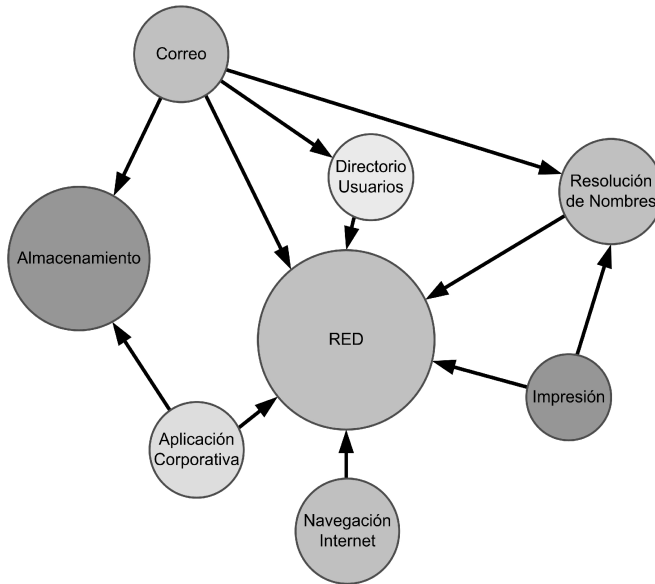 Correo
Directorio
Usuarios
Resolución
de Nombres
Almacenamiento
RED
Impresión
Aplicación
Corporativa
Navegación
Internet